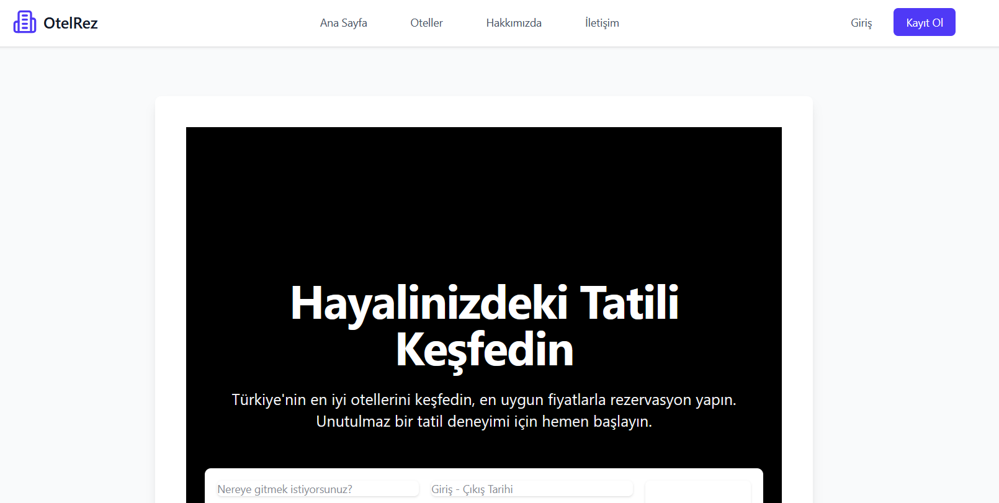 OtelRez
Ana Sayfa
Oteller
Hakkımızda
İletişim
Giriş
Kayıt Ol
Hayalinizdeki Tatili
Keşfedin
Türkiye'nin en iyi otellerini keşfedin, en uygun fiyatlarla rezervasyon yapın.
Unutulmaz bir tatil deneyimi için hemen başlayın.
Nereye gitmek istiyorsunuz?
Giriş - Çıkış Tarihi